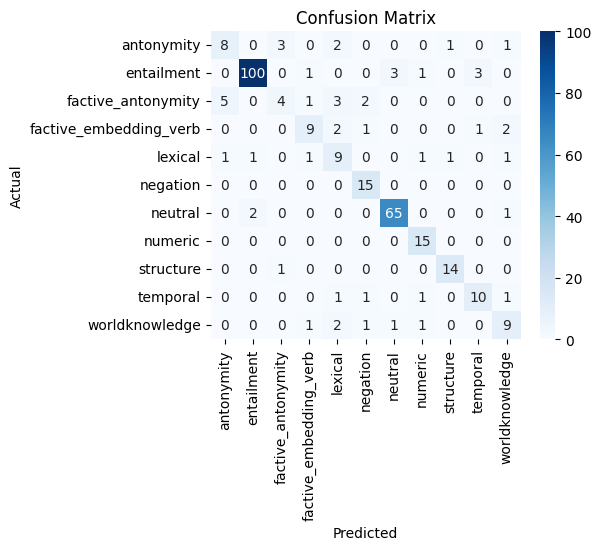 Confusion Matrix
antonymity 8 0 3 0 2 0 0 0 1 0 1
entailment 0 100 0 1 0 0 3 1 0 3 0
factive_antonymity 5 0 4 1 3 2 0 0 0 0 0
factive_embedding_verb 0 0 0 9 2 1 0 0 0 1 2
lexical 1 1 0 1 9 0 0 1 1 0 1
negation 0 0 0 0 0 15 0 0 0 0 0
neutral 0 2 0 0 0 0 65 0 0 0 1
numeric 0 0 0 0 0 0 0 15 0 0 0
structure 0 0 1 0 0 0 0 0 14 0 0
temporal 0 0 0 0 1 1 0 1 0 10 1
worldknowledge 0 0 0 1 2 1 1 1 0 0 9
Actual
antonymity
entailment
factive_antonymity
factive_embedding_verb
lexical
negation
neutral
numeric
structure
temporal
worldknowledge
Predicted
100
80
60
40
20
0